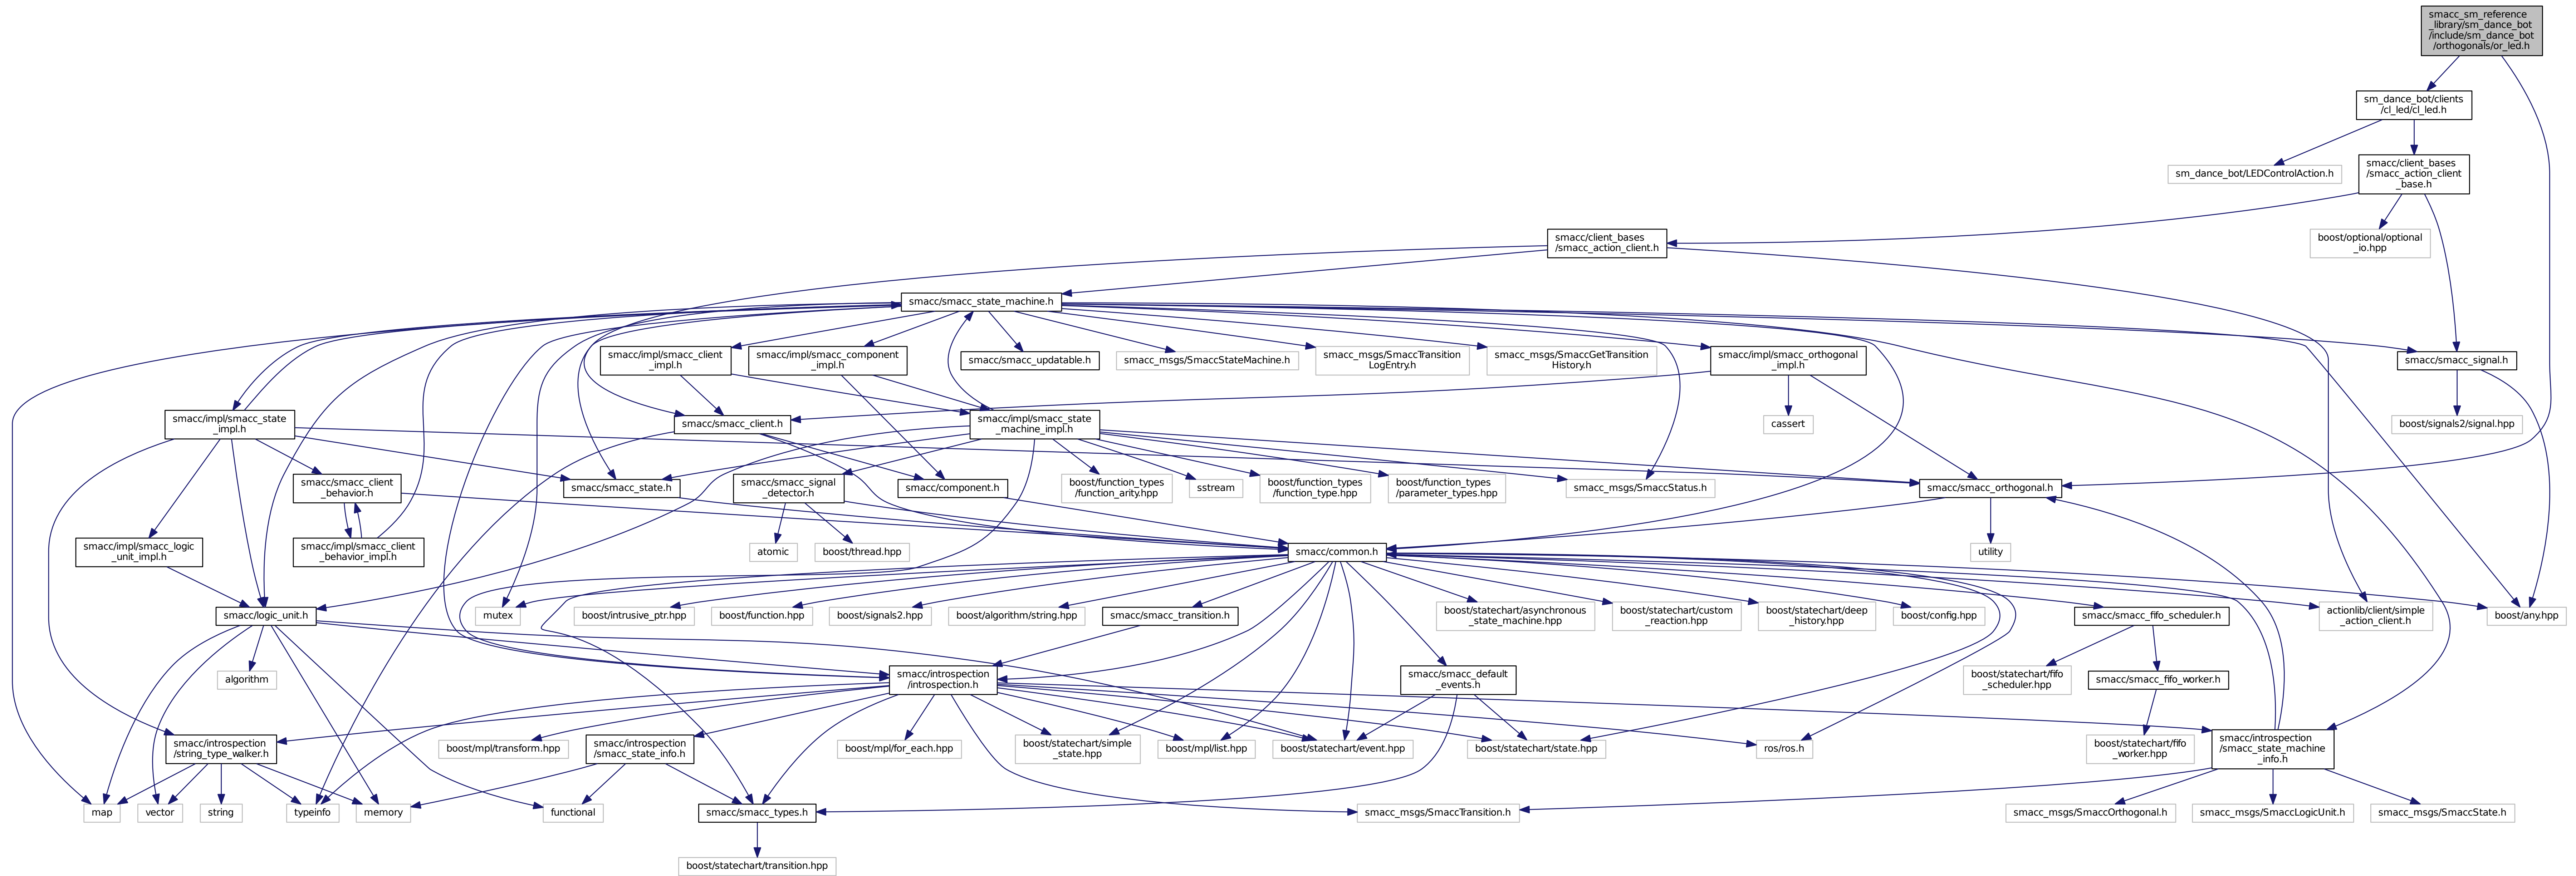 smacc_sm_reference
_library/sm_dance_bot
/include/sm_dance_bot
/orthogonals/or_led.h
sm_dance_bot/clients
/cl_led/cl_led.h
sm_dance_bot/LEDControlAction.h
smacc/client_bases
/smacc_action_client
_base.h
smacc/client_bases
/smacc_action_client.h
boost/optional/optional
_io.hpp
smacc/smacc_state_machine.h
smacc/impl/smacc_client
_impl.h
smacc/impl/smacc_component
_impl.h
smacc/smacc_updatable.h
smacc_msgs/SmaccStateMachine.h
smacc_msgs/SmaccTransition
LogEntry.h
smacc_msgs/SmaccGetTransition
History.h
smacc/impl/smacc_orthogonal
_impl.h
smacc/smacc_signal.h
smacc/impl/smacc_state
_impl.h
smacc/smacc_client.h
smacc/impl/smacc_state
_machine_impl.h
cassert
boost/signals2/signal.hpp
smacc/smacc_client
_behavior.h
smacc/smacc_state.h
smacc/smacc_signal
_detector.h
smacc/component.h
boost/function_types
/function_arity.hpp
sstream
boost/function_types
/function_type.hpp
boost/function_types
/parameter_types.hpp
smacc_msgs/SmaccStatus.h
smacc/smacc_orthogonal.h
smacc/impl/smacc_logic
_unit_impl.h
smacc/impl/smacc_client
_behavior_impl.h
atomic
boost/thread.hpp
smacc/common.h
utility
smacc/logic_unit.h
mutex
boost/intrusive_ptr.hpp
boost/function.hpp
boost/signals2.hpp
boost/algorithm/string.hpp
smacc/smacc_transition.h
boost/statechart/asynchronous
_state_machine.hpp
boost/statechart/custom
_reaction.hpp
boost/statechart/deep
_history.hpp
boost/config.hpp
smacc/smacc_fifo_scheduler.h
actionlib/client/simple
_action_client.h
boost/any.hpp
algorithm
smacc/introspection
/introspection.h
smacc/smacc_default
_events.h
boost/statechart/fifo
_scheduler.hpp
smacc/smacc_fifo_worker.h
smacc/introspection
/string_type_walker.h
boost/mpl/transform.hpp
smacc/introspection
/smacc_state_info.h
boost/mpl/for_each.hpp
boost/statechart/simple
_state.hpp
boost/mpl/list.hpp
boost/statechart/event.hpp
boost/statechart/state.hpp
ros/ros.h
boost/statechart/fifo
_worker.hpp
smacc/introspection
/smacc_state_machine
_info.h
map
vector
string
typeinfo
memory
functional
smacc/smacc_types.h
smacc_msgs/SmaccTransition.h
smacc_msgs/SmaccOrthogonal.h
smacc_msgs/SmaccLogicUnit.h
smacc_msgs/SmaccState.h
boost/statechart/transition.hpp